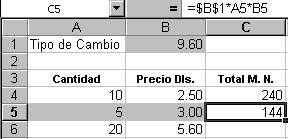 C5 = =$B$1*A5*B5
A B C
1 Tipo de Cambio 9.60
2
3 Cantidad Precio Dls. Total M. N.
4 10 2.50 240
5 5 3.00 144
6 20 5.60